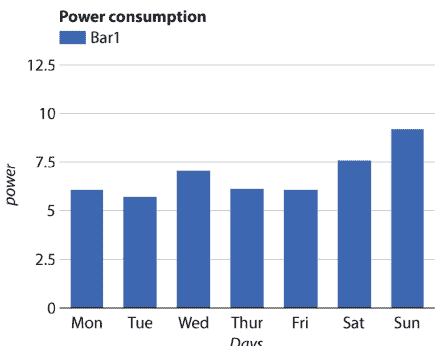 Power consumption
Bar1
12.5
10
7.5
5
2.5
0
power
Mon Tue Wed Thur Fri Sat Sun
Days